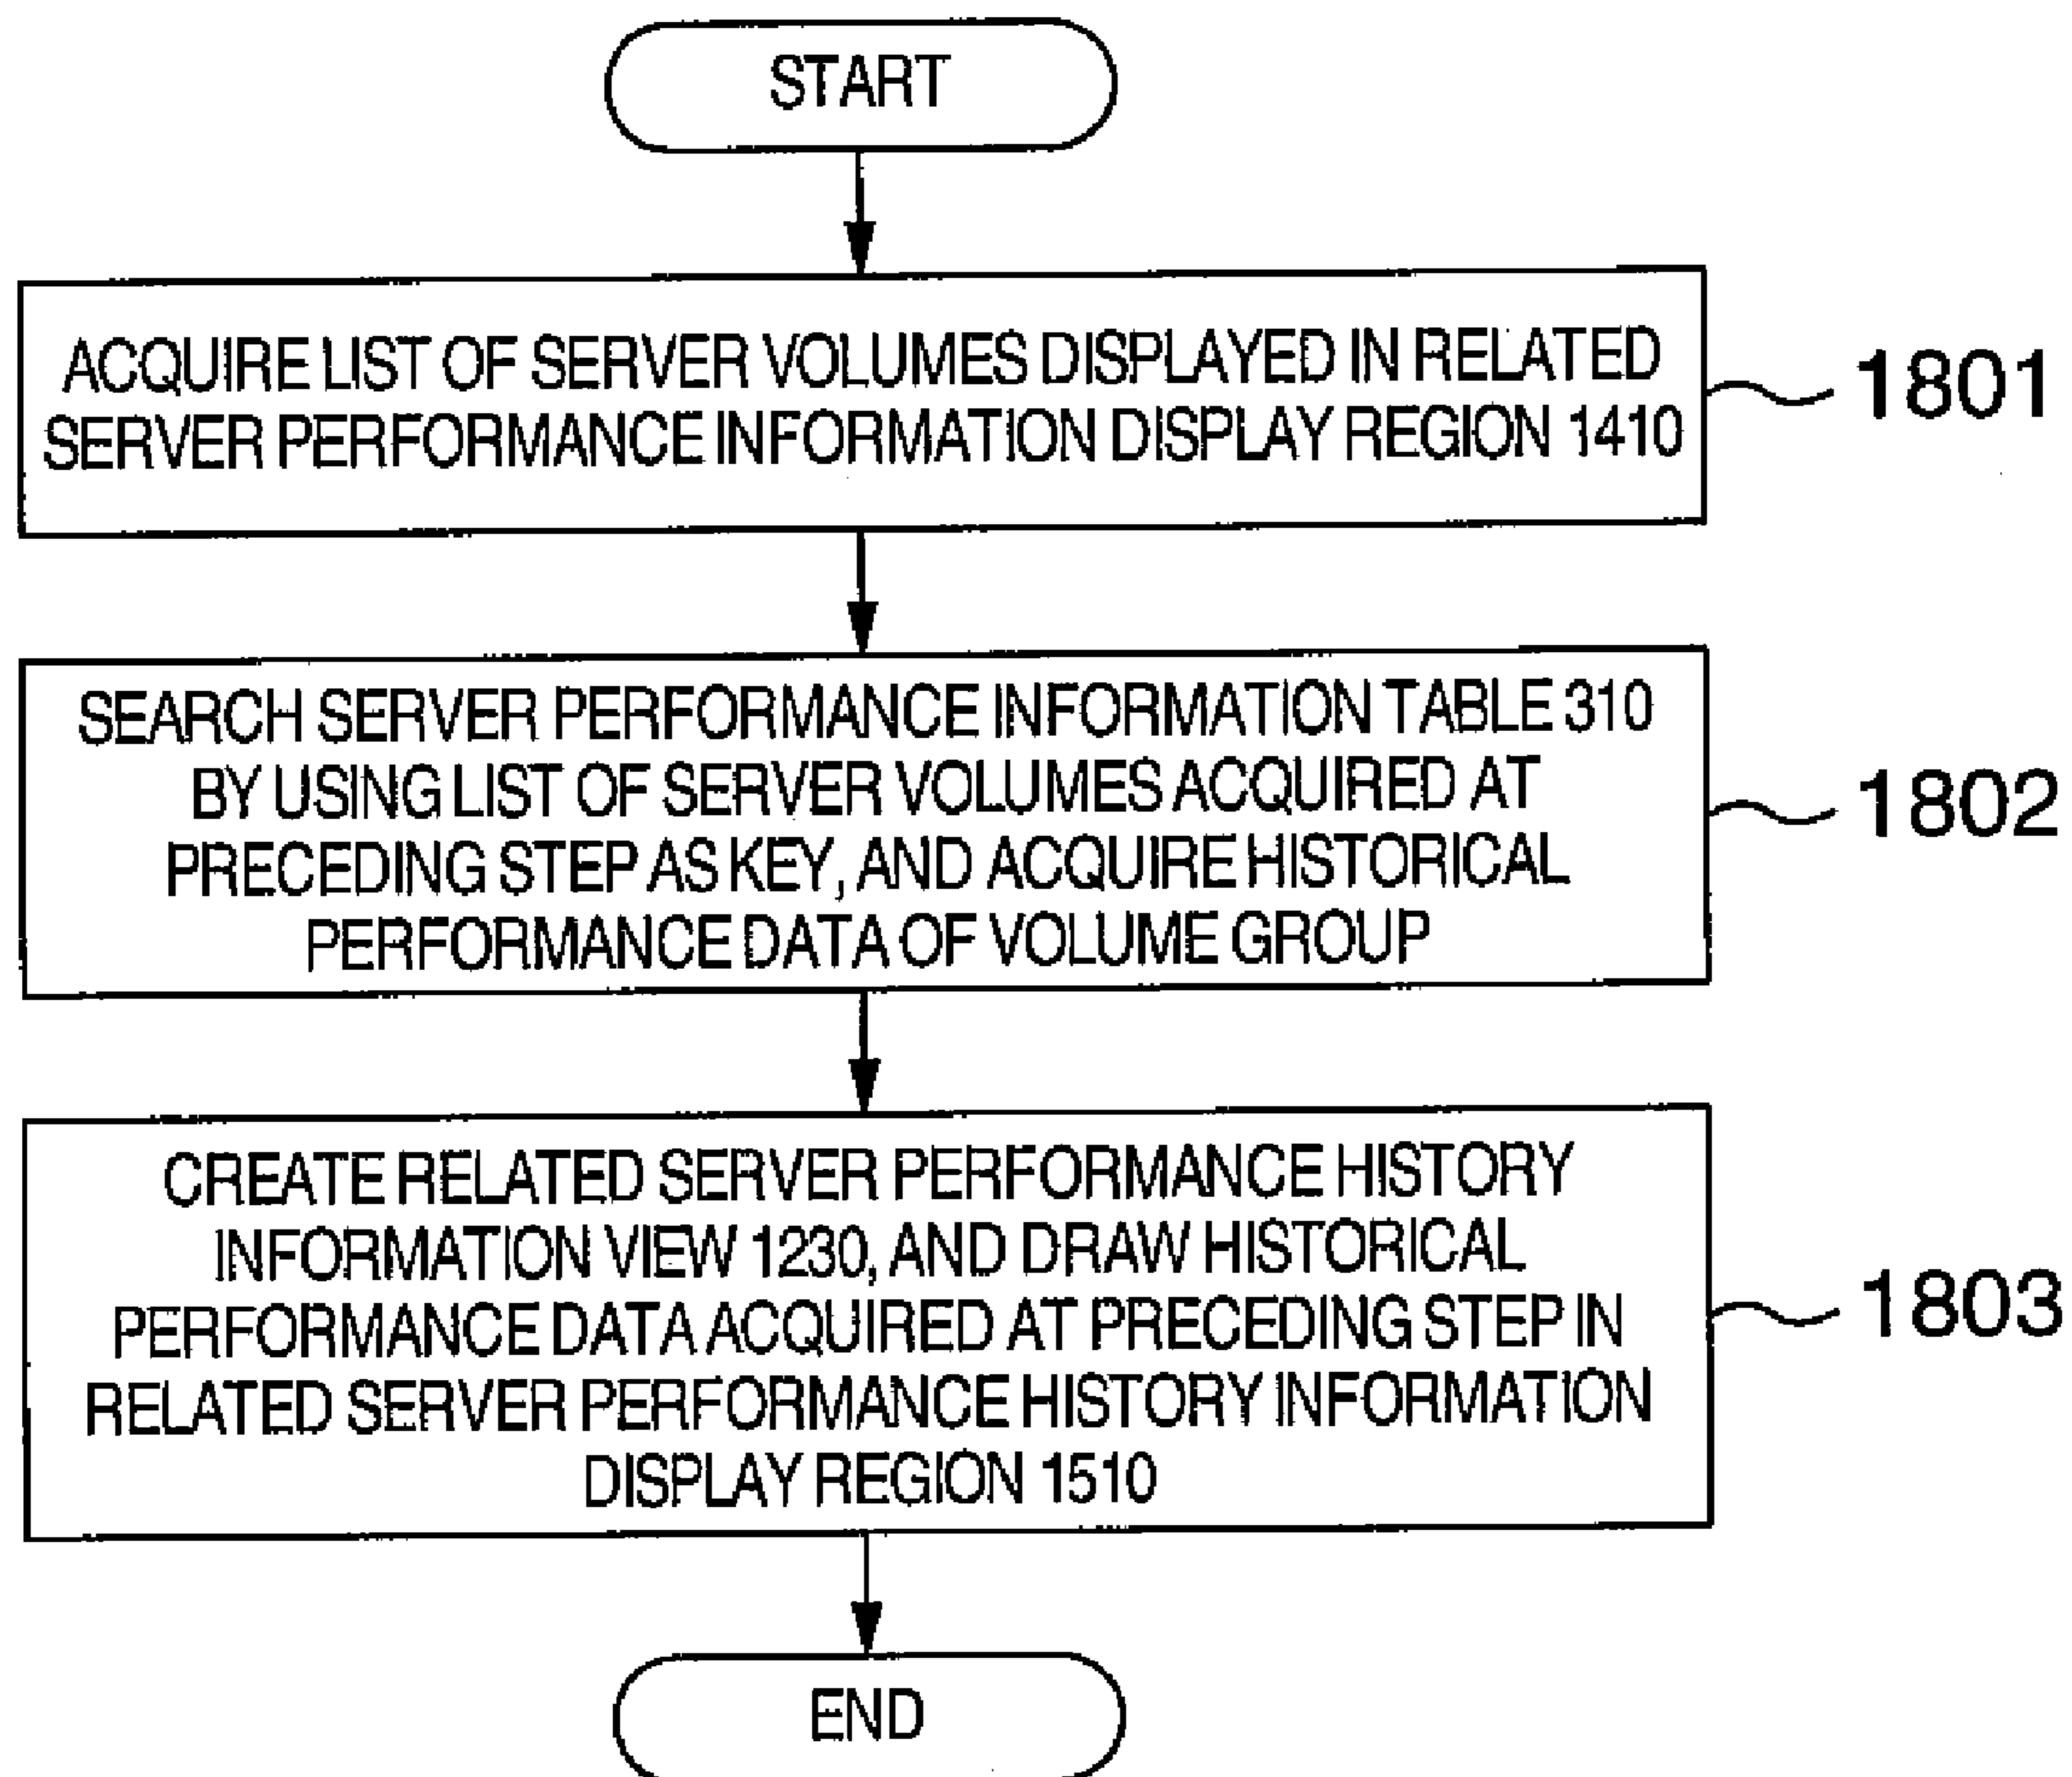 START
ACQUIRE LIST OF SERVER VOLUMES DISPLAYED IN RELATED
SERVER PERFORMANCE INFORMATION DISPLAY REGION 1410
1801
SEARCH SERVER PERFORMANCE INFORMATION TABLE 310
BY USING LIST OF SERVER VOLUMES ACQUIRED AT
PRECEDING STEP AS KEY, AND ACQUIRE HISTORICAL
PERFORMANCE DATA OF VOLUME GROUP
1802
CREATE RELATED SERVER PERFORMANCE HISTORY
INFORMATION VIEW 1230, AND DRAW HISTORICAL
PERFORMANCE DATA ACQUIRED AT PRECEDING STEP IN
RELATED SERVER PERFORMANCE HISTORY INFORMATION
DISPLAY REGION 1510
1803
END